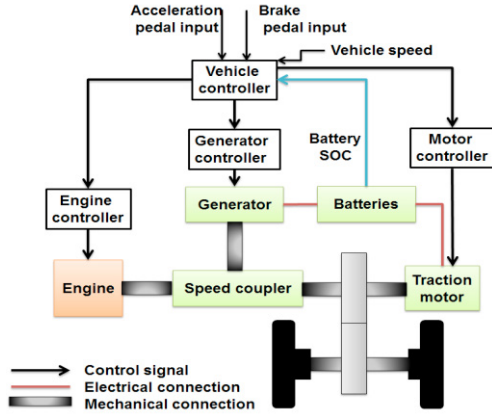 Acceleration
pedal input
Brake
pedal input
Vehicle speed
Vehicle
controller
Generator
controller
Battery
SOC
Motor
controller
Engine
controller
Generator
Batteries
Engine
Speed coupler
Traction
motor
Control signal
Electrical connection
Mechanical connection